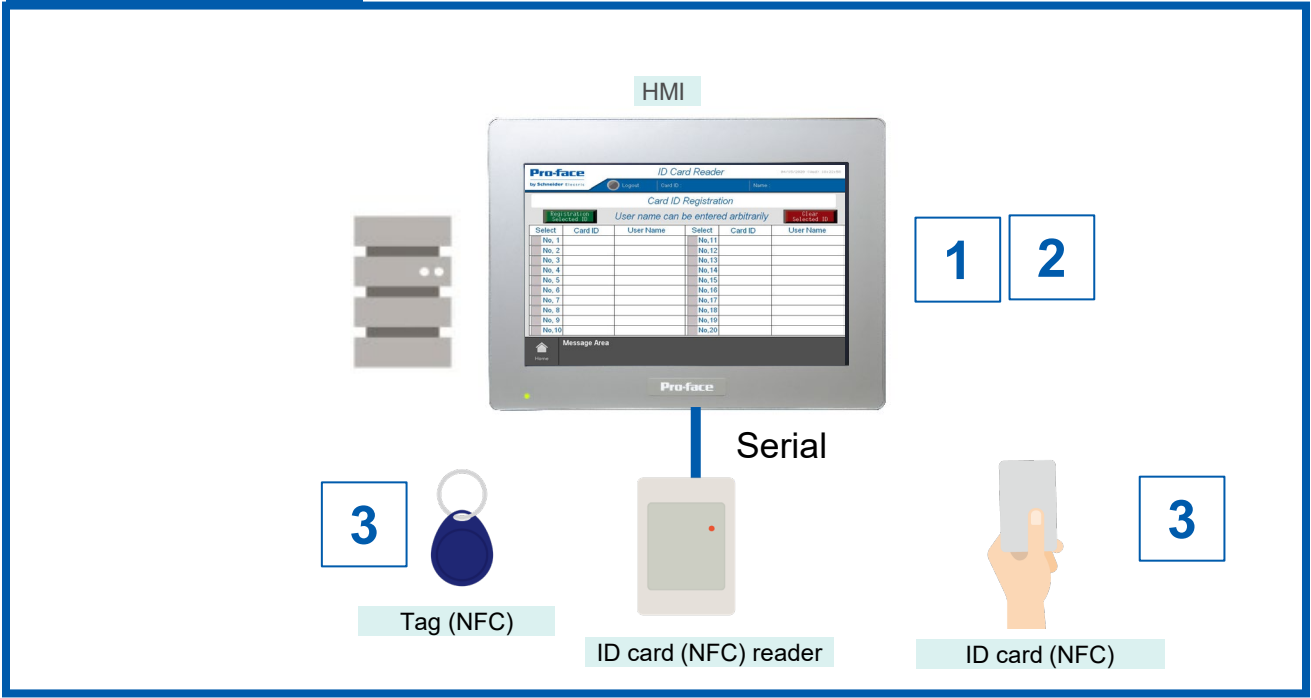 HMI
Pro-face
ID Card Reader
by Schneider Electric
Logout
Card ID
Name
Card ID Registration
Registration
Selected ID
User name can be entered arbitrarily
Clear
Selected ID
Select Card ID User Name Select Card ID User Name
No, 1 No,11
No, 2 No,12
No, 3 No,13
No, 4 No,14
No, 5 No,15
No, 6 No,16
No, 7 No,17
No, 8 No,18
No, 9 No,19
No,10 No,20
Message Area
Home
Pro-face
1 2
Serial
3
3
Tag (NFC)
ID card (NFC) reader
ID card (NFC)